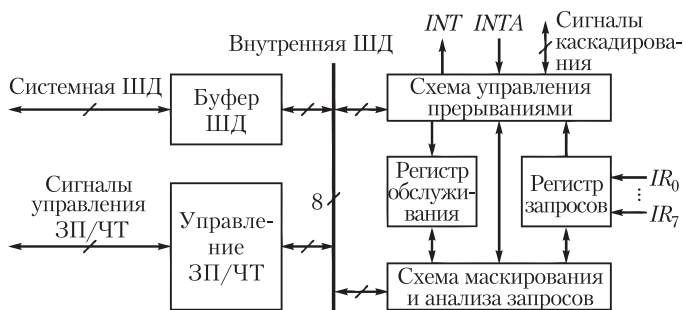 Системная ШД
Буфер
ШД
Внутренняя ШД
INT
INTA
Сигналы
каскадирова-
ния
Схема управления
прерываниями
Сигналы
управления
ЗП/ЧТ
Управле-
ние
ЗП/ЧТ
8
Регистр
обслужи-
вания
Регистр
запросов
IR0
...
IR7
Схема маскирования
и анализа запросов